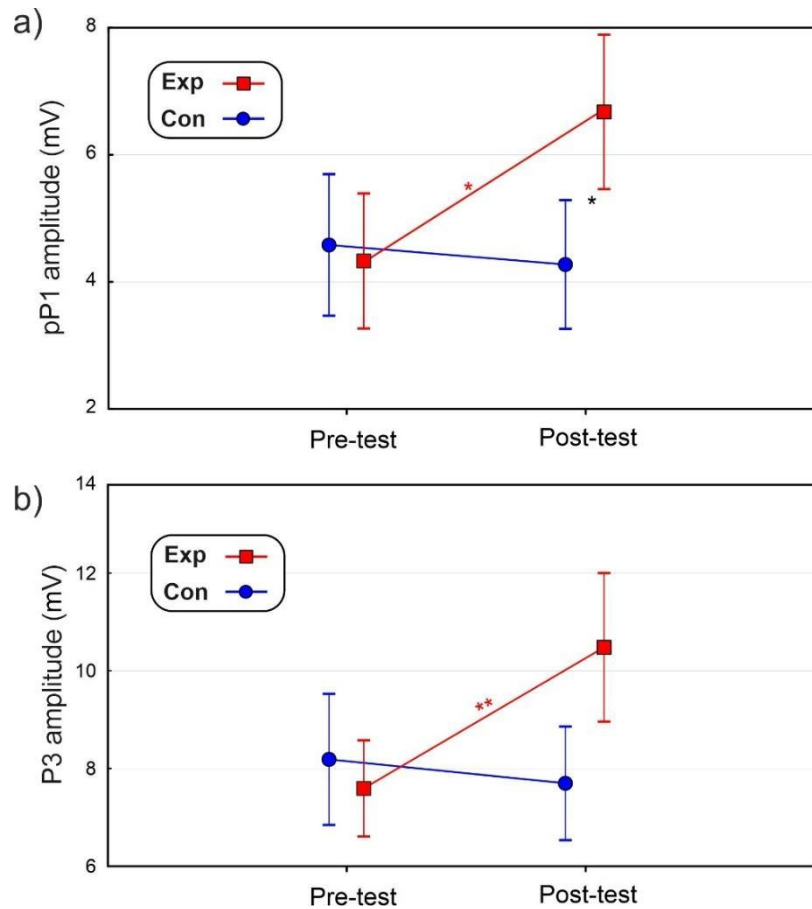 a)
8
6
4
2
pP1 amplitude (mV)
Exp
Con
*
*
Pre-test
Post-test
b)
14
12
10
8
6
P3 amplitude (mV)
Exp
Con
**
Pre-test
Post-test